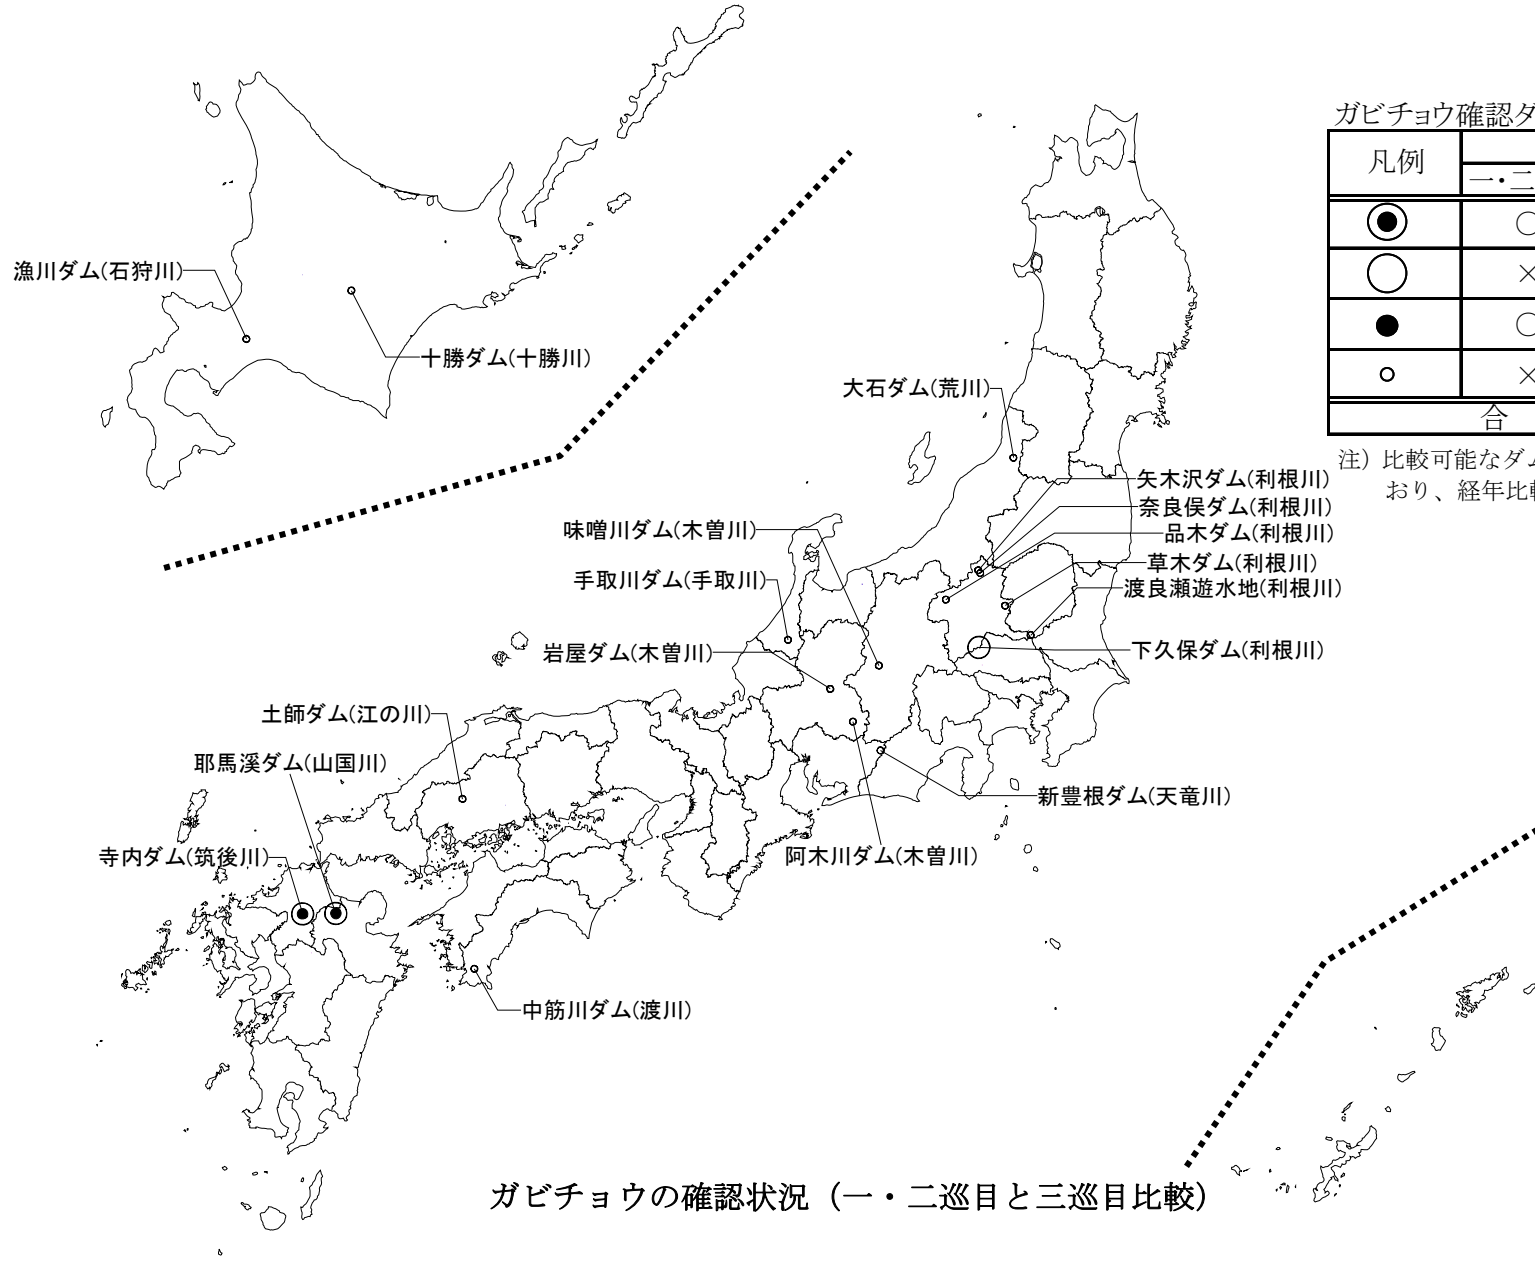 ガビチョウ確認ダ
凡例
一・二
○
×
○
×
合
注）比較可能なダム
おり、経年比較
漁川ダム(石狩川)
十勝ダム(十勝川)
大石ダム(荒川)
矢木沢ダム(利根川)
奈良俣ダム(利根川)
味噌川ダム(木曽川)
品木ダム(利根川)
草木ダム(利根川)
手取川ダム(手取川)
渡良瀬遊水地(利根川)
岩屋ダム(木曽川)
下久保ダム(利根川)
土師ダム(江の川)
耶馬溪ダム(山国川)
新豊根ダム(天竜川)
寺内ダム(筑後川)
阿木川ダム(木曽川)
中筋川ダム(渡川)
ガビチョウの確認状況（一・二巡目と三巡目比較）